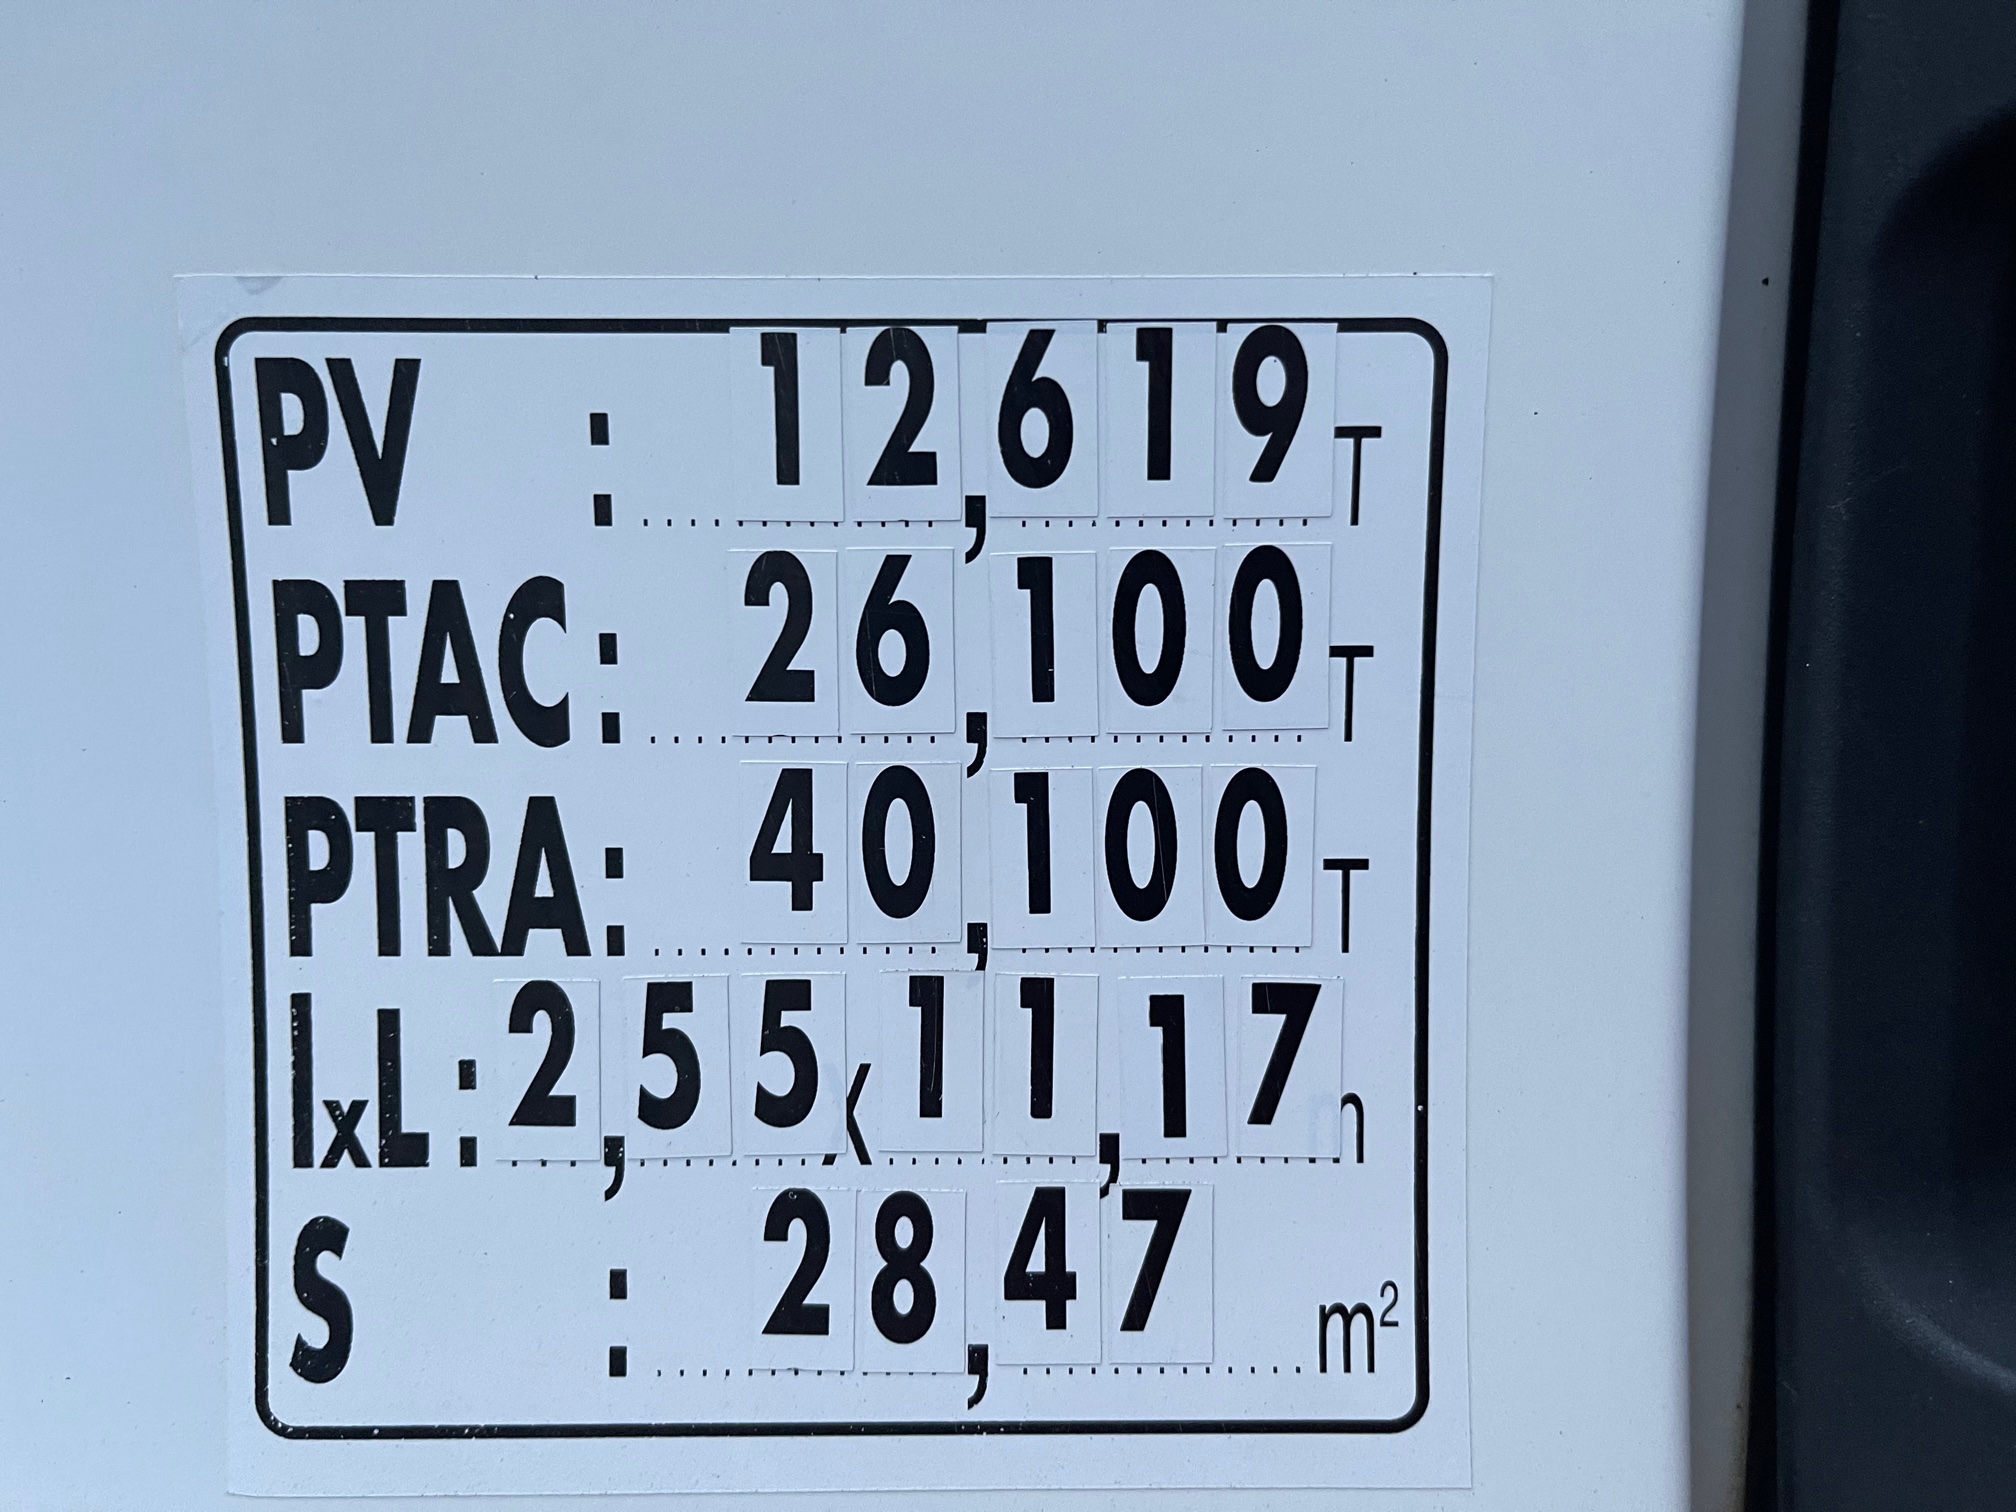 PV : 12,619 T
PTAC : 26,100 T
PTRA : 40,100 T
lxL : 2,55 x 11,17 m
S : 28,47 m²